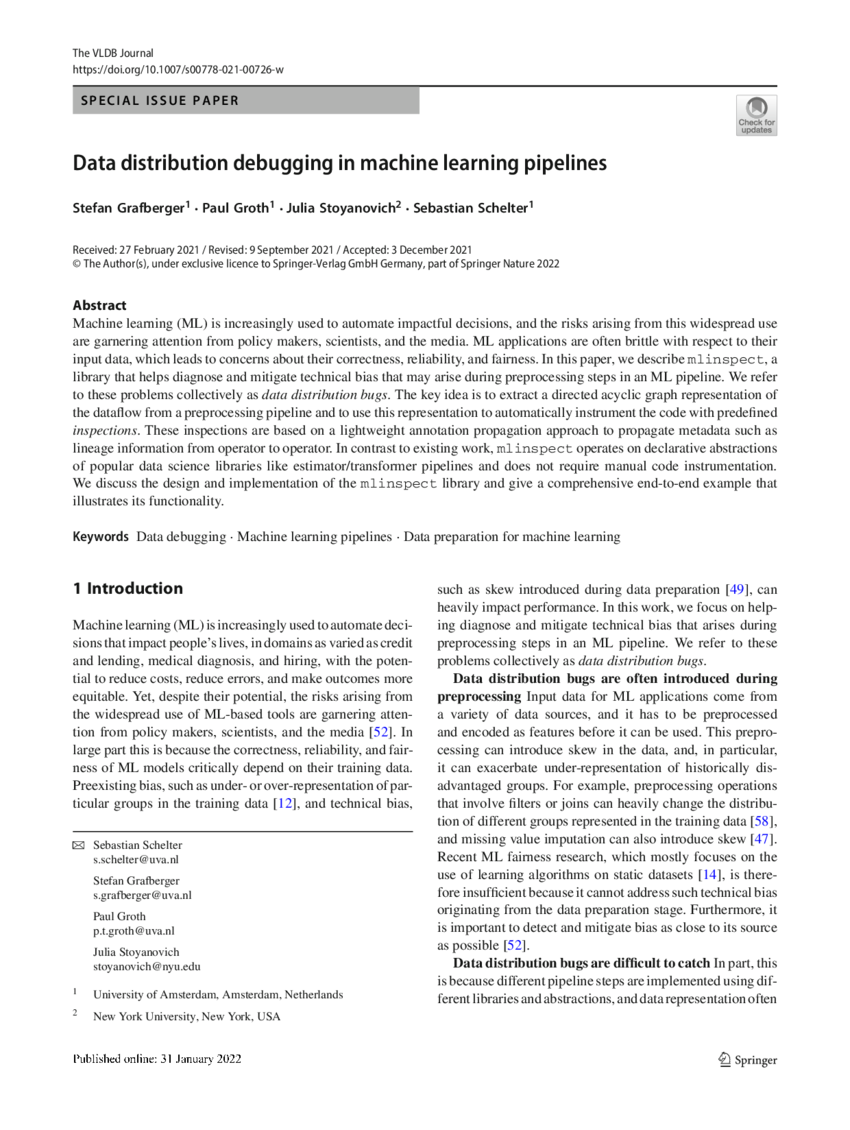 The VLDB Journal
https://doi.org/10.1007/s00778-021-00726-w
SPECIAL ISSUE PAPER
Check for
updates
Data distribution debugging in machine learning pipelines
Stefan Grafberger1 · Paul Groth1 · Julia Stoyanovich2 · Sebastian Schelter1
Received: 27 February 2021 / Revised: 9 September 2021 / Accepted: 3 December 2021
© The Author(s), under exclusive licence to Springer-Verlag GmbH Germany, part of Springer Nature 2022
Abstract
Machine learning (ML) is increasingly used to automate impactful decisions, and the risks arising from this widespread use
are garnering attention from policy makers, scientists, and the media. ML applications are often brittle with respect to their
input data, which leads to concerns about their correctness, reliability, and fairness. In this paper, we describe mlinspect, a
library that helps diagnose and mitigate technical bias that may arise during preprocessing steps in an ML pipeline. We refer
to these problems collectively as data distribution bugs. The key idea is to extract a directed acyclic graph representation of
the dataflow from a preprocessing pipeline and to use this representation to automatically instrument the code with predefined
inspections. These inspections are based on a lightweight annotation propagation approach to propagate metadata such as
lineage information from operator to operator. In contrast to existing work, mlinspect operates on declarative abstractions
of popular data science libraries like estimator/transformer pipelines and does not require manual code instrumentation.
We discuss the design and implementation of the mlinspect library and give a comprehensive end-to-end example that
illustrates its functionality.
Keywords Data debugging · Machine learning pipelines · Data preparation for machine learning
1 Introduction
Machine learning (ML) is increasingly used to automate deci-
sions that impact people's lives, in domains as varied as credit
and lending, medical diagnosis, and hiring, with the poten-
tial to reduce costs, reduce errors, and make outcomes more
equitable. Yet, despite their potential, the risks arising from
the widespread use of ML-based tools are garnering atten-
tion from policy makers, scientists, and the media [52]. In
large part this is because the correctness, reliability, and fair-
ness of ML models critically depend on their training data.
Preexisting bias, such as under- or over-representation of par-
ticular groups in the training data [12], and technical bias,
Sebastian Schelter
s.schelter@uva.nl
Stefan Grafberger
s.grafberger@uva.nl
Paul Groth
p.t.groth@uva.nl
Julia Stoyanovich
stoyanovich@nyu.edu
1 University of Amsterdam, Amsterdam, Netherlands
2 New York University, New York, USA
such as skew introduced during data preparation [49], can
heavily impact performance. In this work, we focus on help-
ing diagnose and mitigate technical bias that arises during
preprocessing steps in an ML pipeline. We refer to these
problems collectively as data distribution bugs.
Data distribution bugs are often introduced during
preprocessing Input data for ML applications come from
a variety of data sources, and it has to be preprocessed
and encoded as features before it can be used. This prepro-
cessing can introduce skew in the data, and, in particular,
it can exacerbate under-representation of historically dis-
advantaged groups. For example, preprocessing operations
that involve filters or joins can heavily change the distribu-
tion of different groups represented in the training data [58],
and missing value imputation can also introduce skew [47].
Recent ML fairness research, which mostly focuses on the
use of learning algorithms on static datasets [14], is there-
fore insufficient because it cannot address such technical bias
originating from the data preparation stage. Furthermore, it
is important to detect and mitigate bias as close to its source
as possible [52].
Data distribution bugs are difficult to catch In part, this
is because different pipeline steps are implemented using dif-
ferent libraries and abstractions, and data representation often
Published online: 31 January 2022
Springer